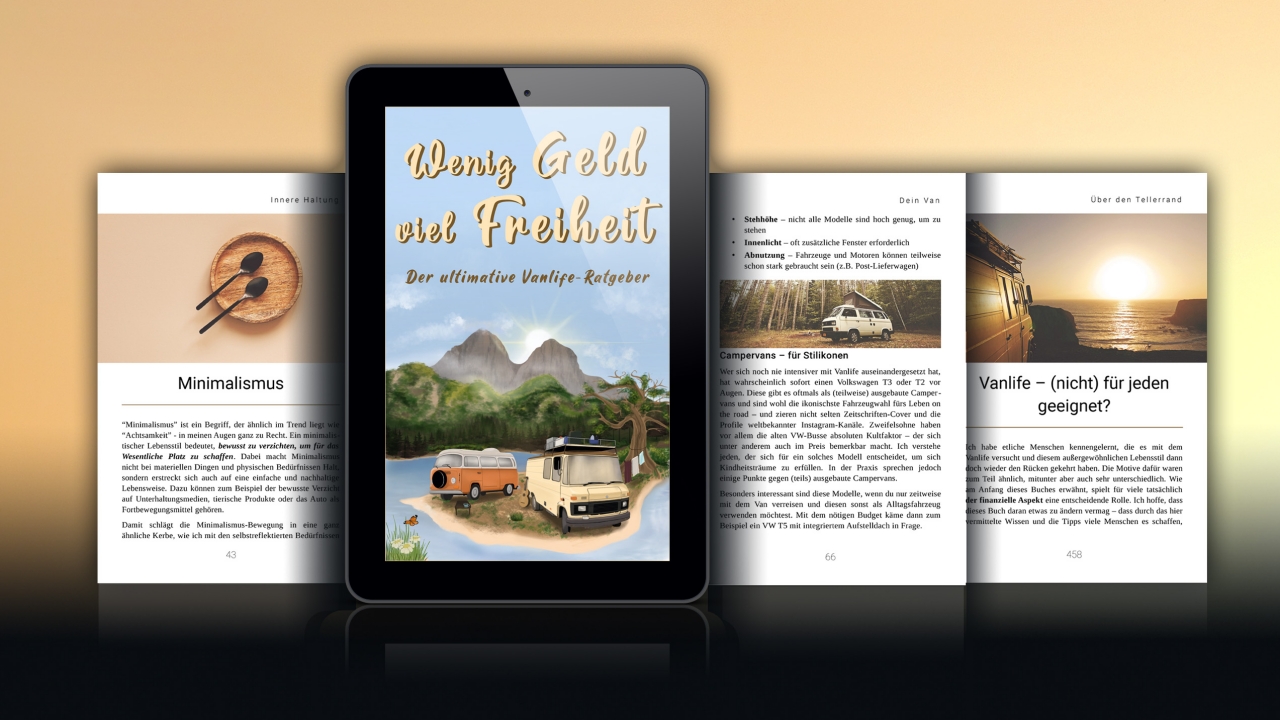 Innere Haltung
Minimalismus
“Minimalismus” ist ein Begriff, der ähnlich im Trend liegt wie
“Achtsamkeit” - in meinen Augen ganz zu Recht. Ein minimalis-
tischer Lebensstil bedeutet, bewusst zu verzichten, um für das
Wesentliche Platz zu schaffen. Dabei macht Minimalismus
nicht bei materiellen Dingen und physischen Bedürfnissen Halt,
sondern erstreckt sich auch auf eine einfache und nachhaltige
Lebensweise. Dazu können zum Beispiel der bewusste Verzicht
auf Unterhaltungsmedien, tierische Produkte oder das Auto als
Fortbewegungsmittel gehören.
Damit schlägt die Minimalismus-Bewegung in eine ganz
ähnliche Kerbe, wie ich mit den selbstreflektierten Bedürfnissen
43
Wenig Geld
viel Freiheit
Der ultimative Vanlife-Ratgeber
Dein Van
• Stehhöhe – nicht alle Modelle sind hoch genug, um zu
stehen
• Innenlicht – oft zusätzliche Fenster erforderlich
• Abnutzung – Fahrzeuge und Motoren können teilweise
schon stark gebraucht sein (z.B. Post-Lieferwagen)
Campervans – für Stilikonen
Wer sich noch nie intensiver mit Vanlife auseinandergesetzt hat,
hat wahrscheinlich sofort einen Volkswagen T3 oder T2 vor
Augen. Diese gibt es oftmals als (teilweise) ausgebaute Camper-
vans und sind wohl die ikonischste Fahrzeugwahl fürs Leben on
the road – und zieren nicht selten Zeitschriften-Cover und die
Profile weltbekannter Instagram-Kanäle. Zweifelsohne haben
vor allem die alten VW-Busse absoluten Kultfaktor – der sich
unter anderem auch im Preis bemerkbar macht. Ich verstehe
jeden, der sich für ein solches Modell entscheidet, um sich
Kindheitsträume zu erfüllen. In der Praxis sprechen jedoch
einige Punkte gegen (teils) ausgebaute Campervans.
Besonders interessant sind diese Modelle, wenn du nur zeitweise
mit dem Van verreisen und diesen sonst als Alltagsfahrzeug
verwenden möchtest. Mit dem nötigen Budget käme dann zum
Beispiel ein VW T5 mit integriertem Aufstelldach in Frage.
66
Über den Tellerrand
Vanlife – (nicht) für jeden
geeignet?
Ich habe etliche Menschen kennengelernt, die es mit dem
Vanlife versucht und diesem außergewöhnlichen Lebensstil dann
doch wieder den Rücken gekehrt haben. Die Motive dafür waren
zum Teil ähnlich, mitunter aber auch sehr unterschiedlich. Wie
am Anfang dieses Buches erwähnt, spielt für viele tatsächlich
der finanzielle Aspekt eine entscheidende Rolle. Ich hoffe, dass
dieses Buch daran etwas zu ändern vermag – dass durch das hier
vermittelte Wissen und die Tipps viele Menschen es schaffen,
458